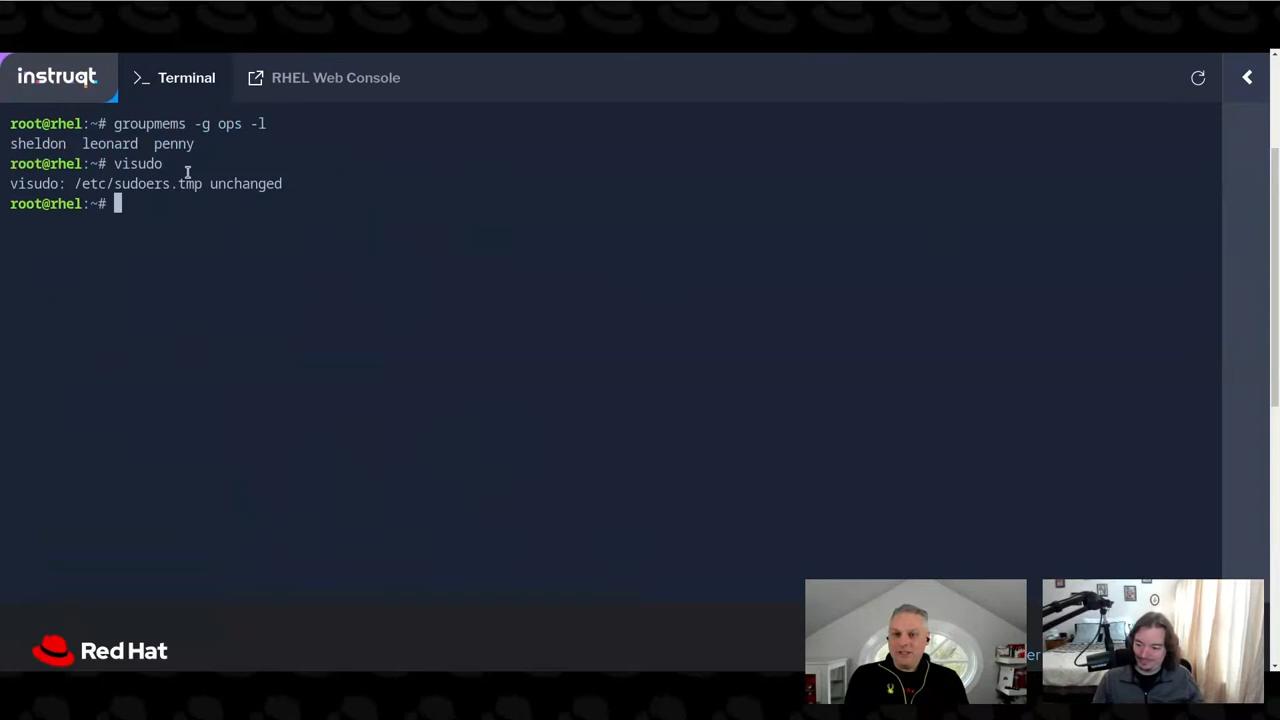 instruqt
>_ Terminal
RHEL Web Console
root@rhel:~# groupmems -g ops -l
sheldon  leonard  penny
root@rhel:~# visudo
visudo: /etc/sudoers.tmp unchanged
root@rhel:~#
Red Hat
er